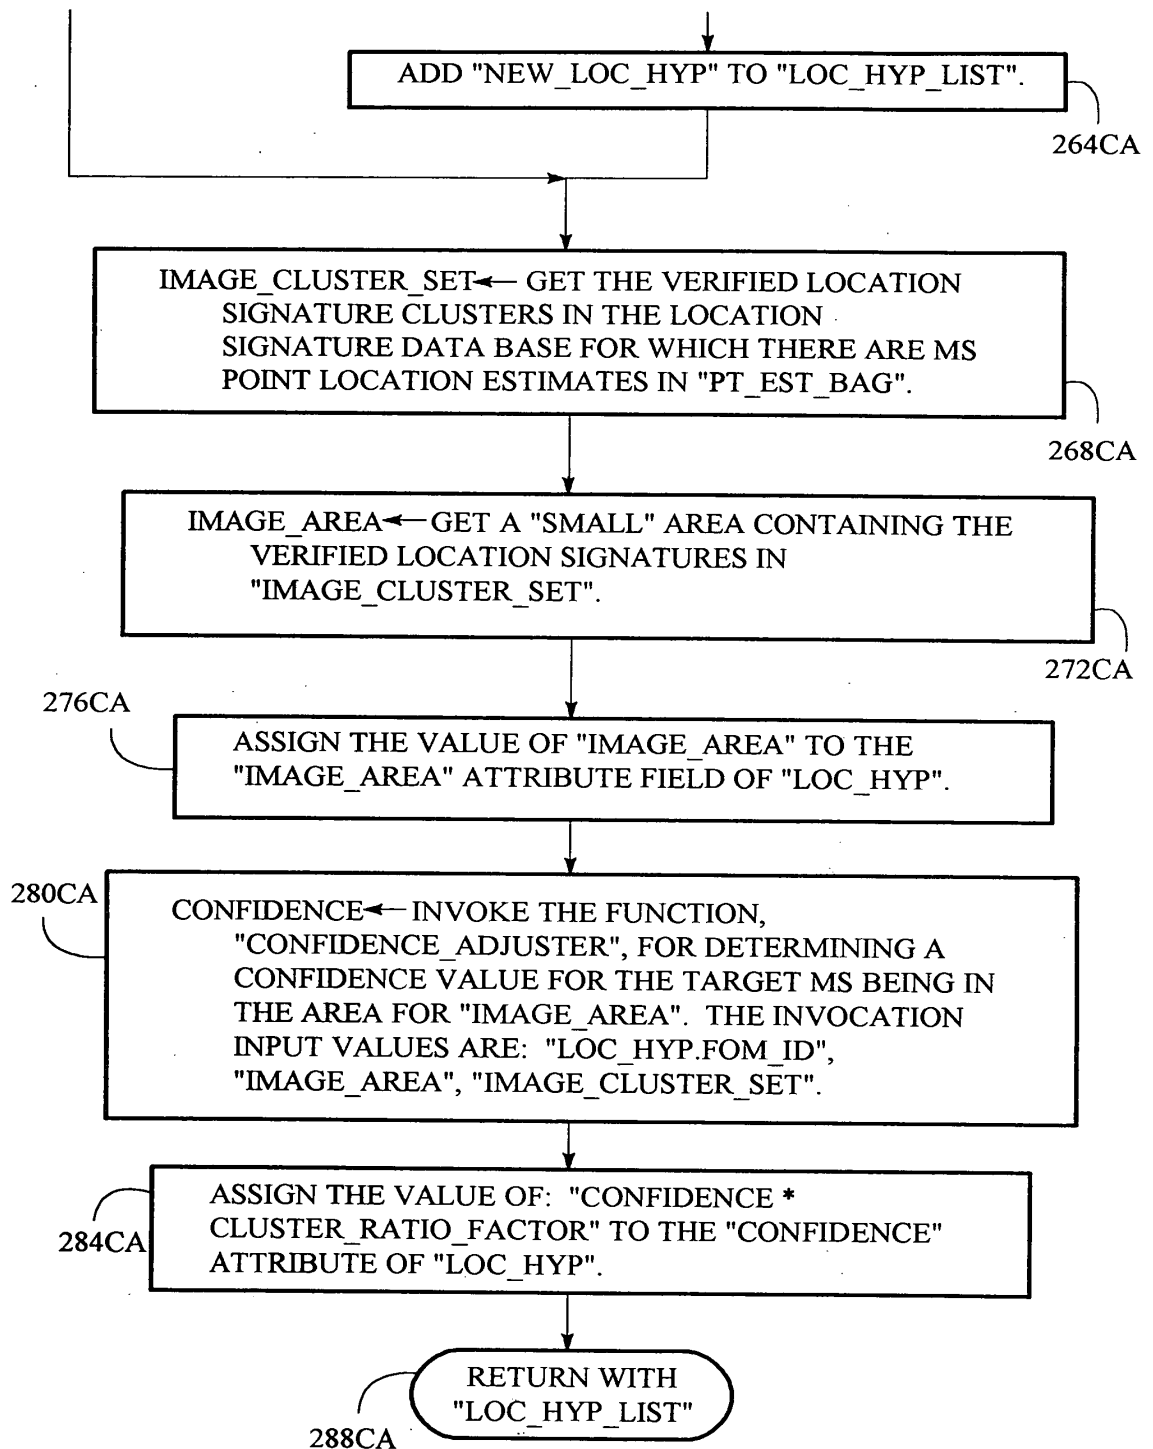 ADD "NEW_LOC_HYP" TO "LOC_HYP_LIST".
264CA
IMAGE_CLUSTER_SET← GET THE VERIFIED LOCATION
SIGNATURE CLUSTERS IN THE LOCATION
SIGNATURE DATA BASE FOR WHICH THERE ARE MS
POINT LOCATION ESTIMATES IN "PT_EST_BAG".
268CA
IMAGE_AREA← GET A "SMALL" AREA CONTAINING THE
VERIFIED LOCATION SIGNATURES IN
"IMAGE_CLUSTER_SET".
272CA
276CA
ASSIGN THE VALUE OF "IMAGE_AREA" TO THE
"IMAGE_AREA" ATTRIBUTE FIELD OF "LOC_HYP".
280CA
CONFIDENCE← INVOKE THE FUNCTION,
"CONFIDENCE_ADJUSTER", FOR DETERMINING A
CONFIDENCE VALUE FOR THE TARGET MS BEING IN
THE AREA FOR "IMAGE_AREA". THE INVOCATION
INPUT VALUES ARE: "LOC_HYP.FOM_ID",
"IMAGE_AREA", "IMAGE_CLUSTER_SET".
ASSIGN THE VALUE OF: "CONFIDENCE *
CLUSTER_RATIO_FACTOR" TO THE "CONFIDENCE"
ATTRIBUTE OF "LOC_HYP".
284CA
RETURN WITH
"LOC_HYP_LIST"
288CA